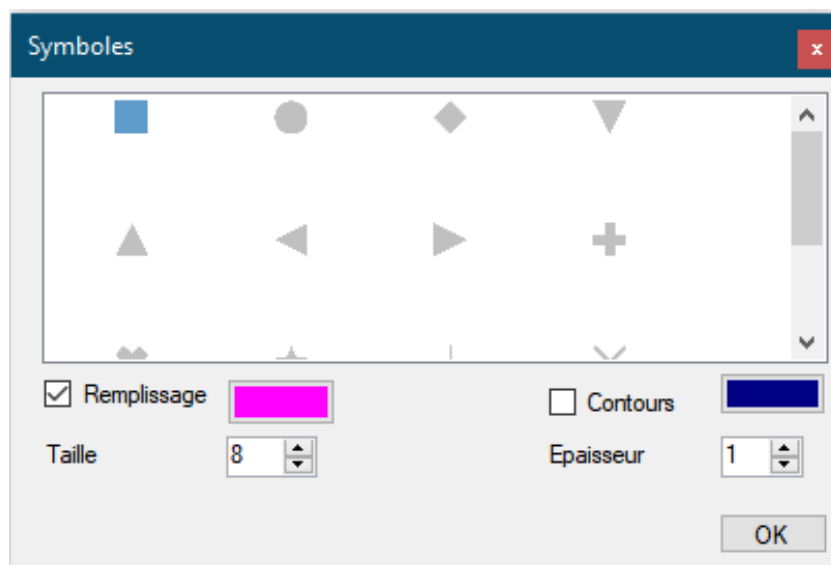 Symboles
x
Remplissage
Contours
Taille 8 Epaisseur 1
OK